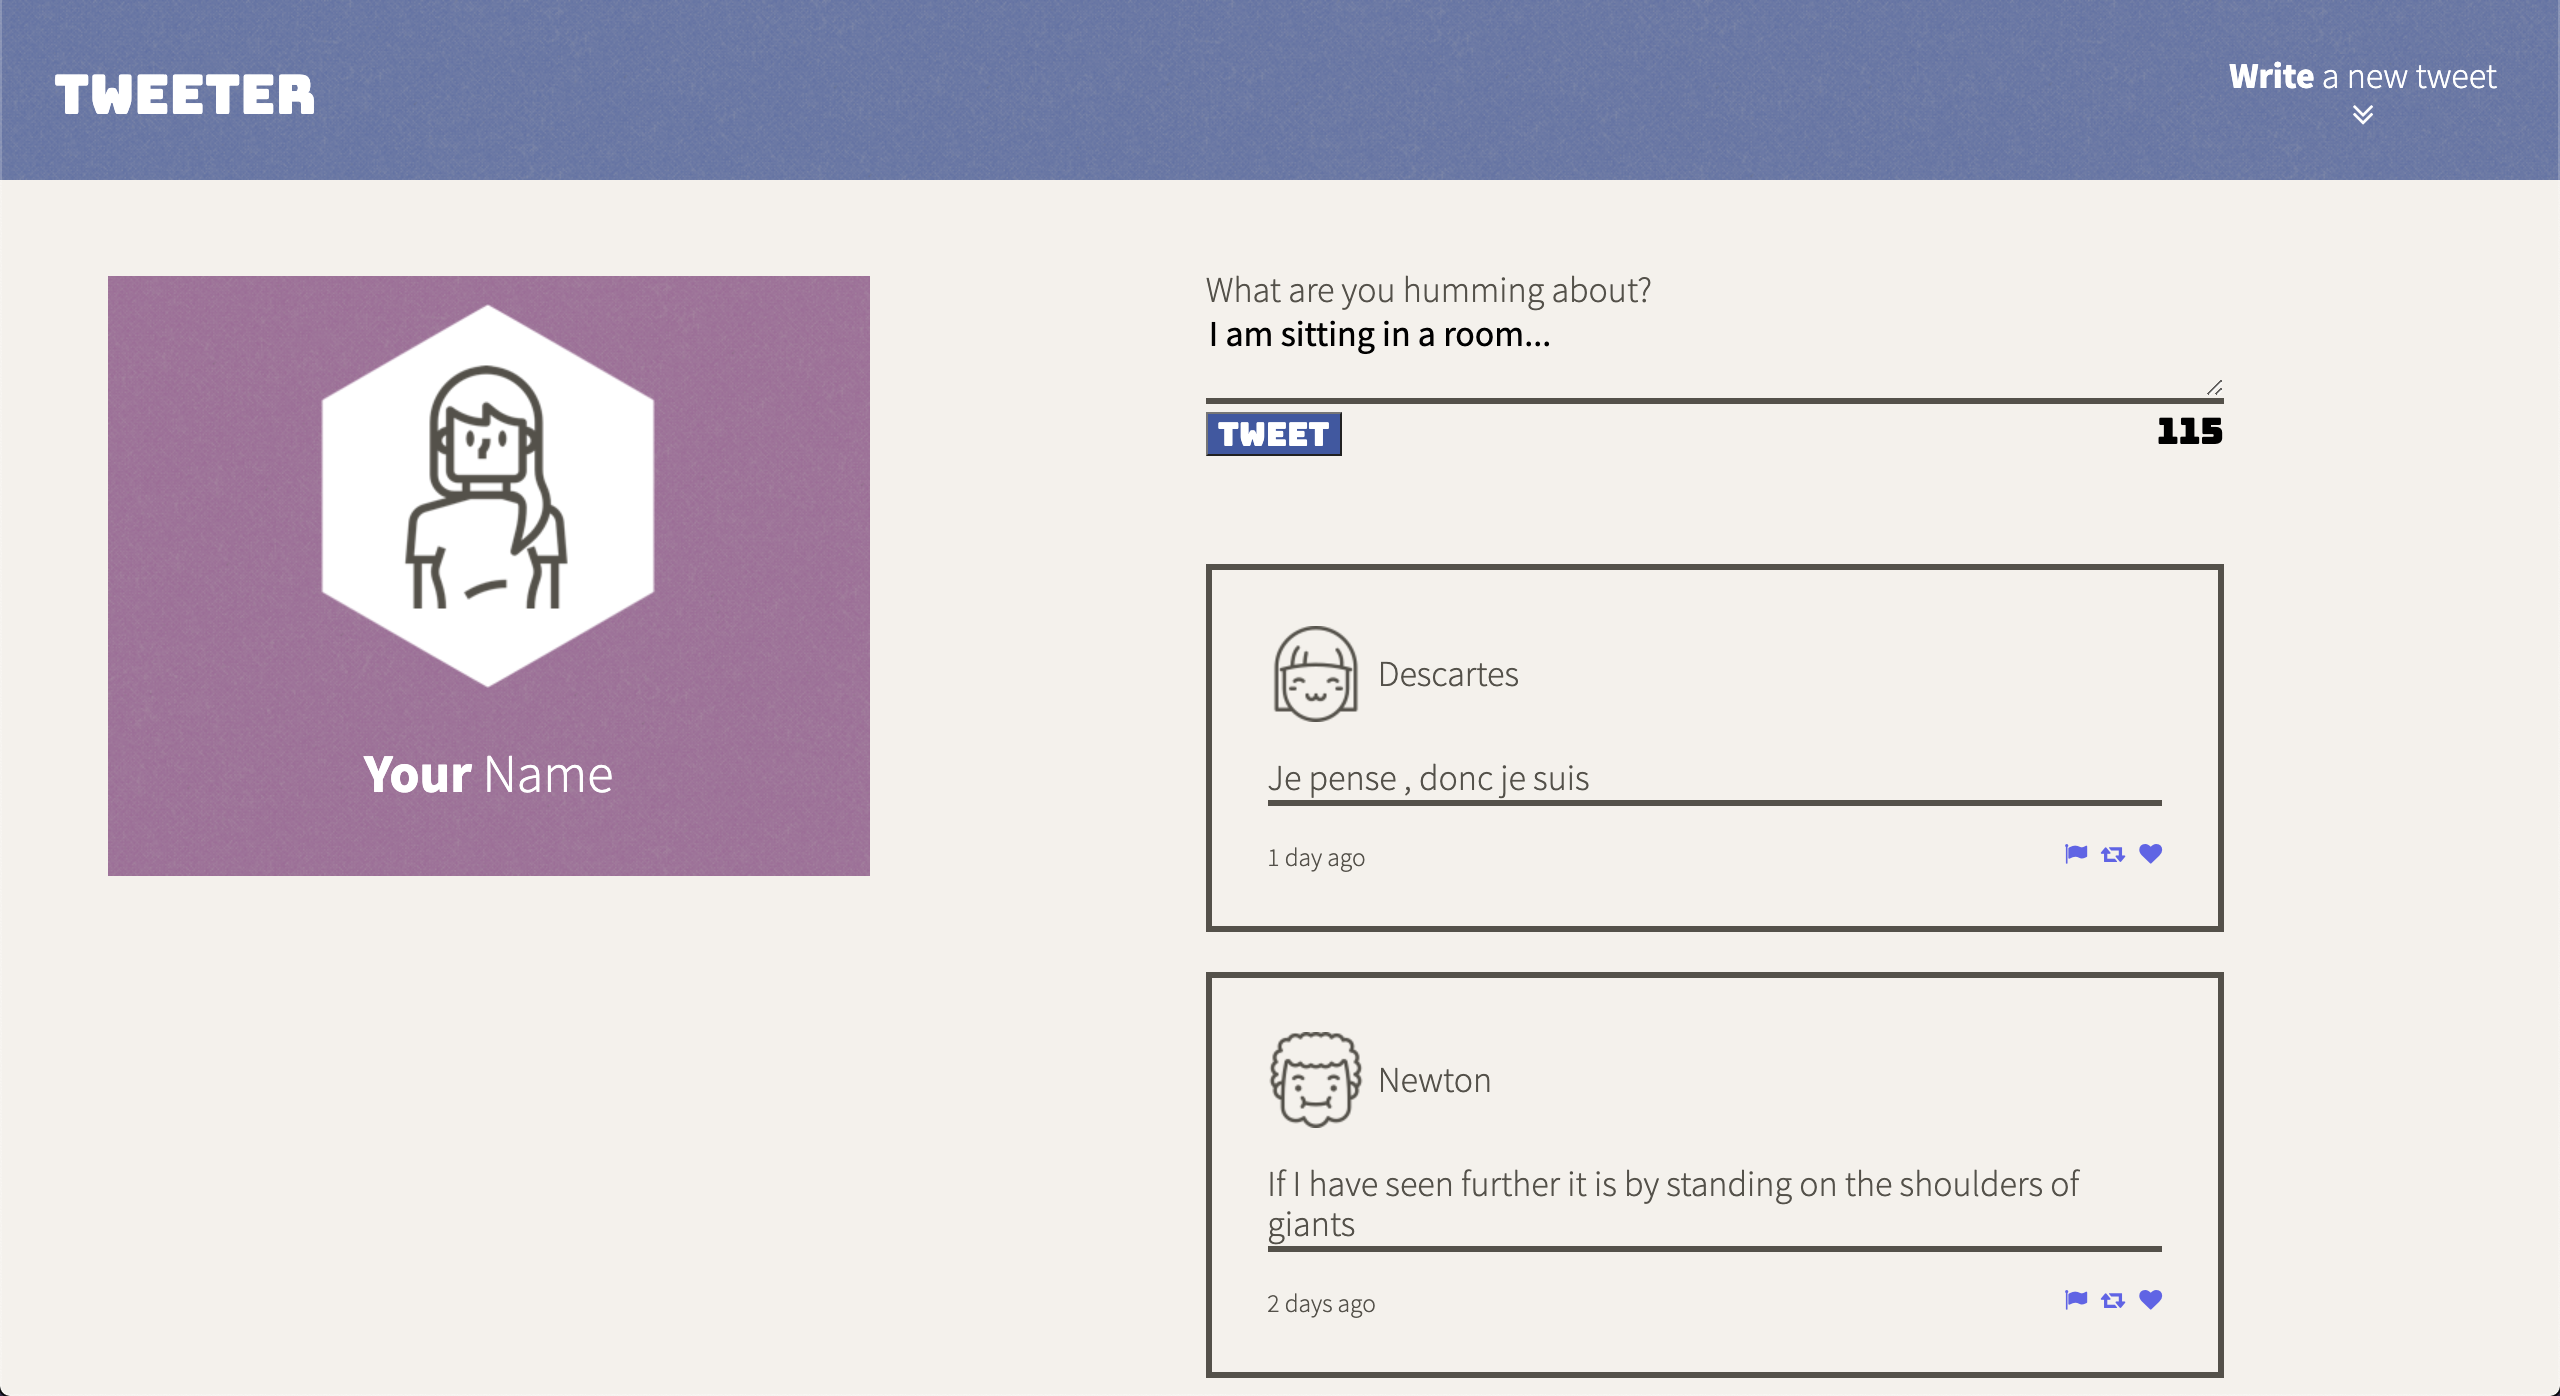 TWEETER
Write a new tweet
Your Name
What are you humming about?
I am sitting in a room...
TWEET
115
Descartes
Je pense , donc je suis
1 day ago
Newton
If I have seen further it is by standing on the shoulders of
giants
2 days ago